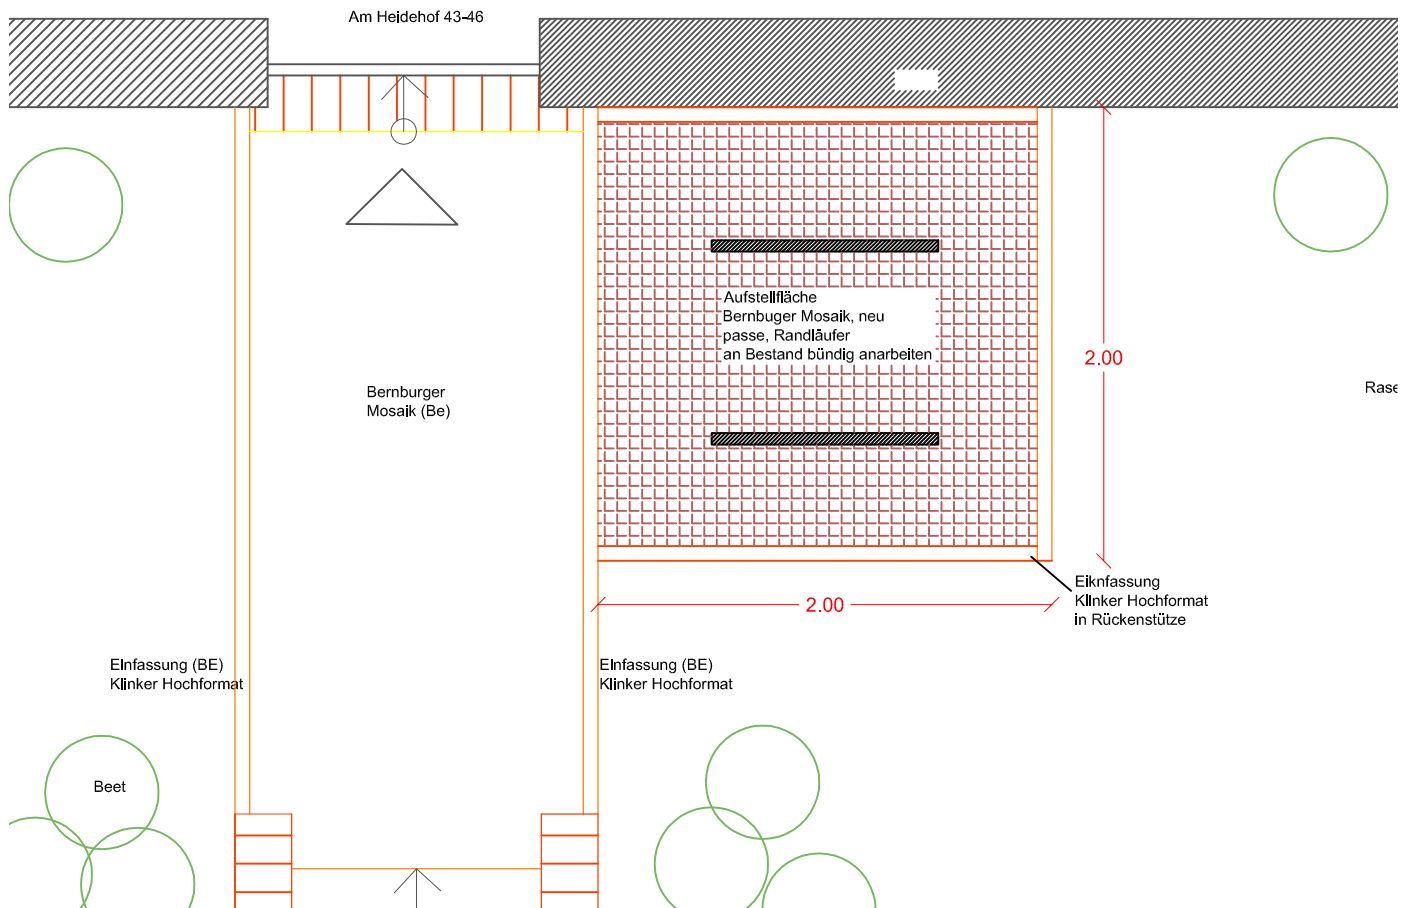 Am Heidehof 43-46
Aufstellfläche
Bernbuger Mosaik, neu
passe, Randläufer
an Bestand bündig anarbeiten
2.00
Bernburger
Mosaik (Be)
Rase
Eiknfassung
Klinker Hochformat
in Rückenstütze
2.00
Einfassung (BE)
Klinker Hochformat
Einfassung (BE)
Klinker Hochformat
Beet